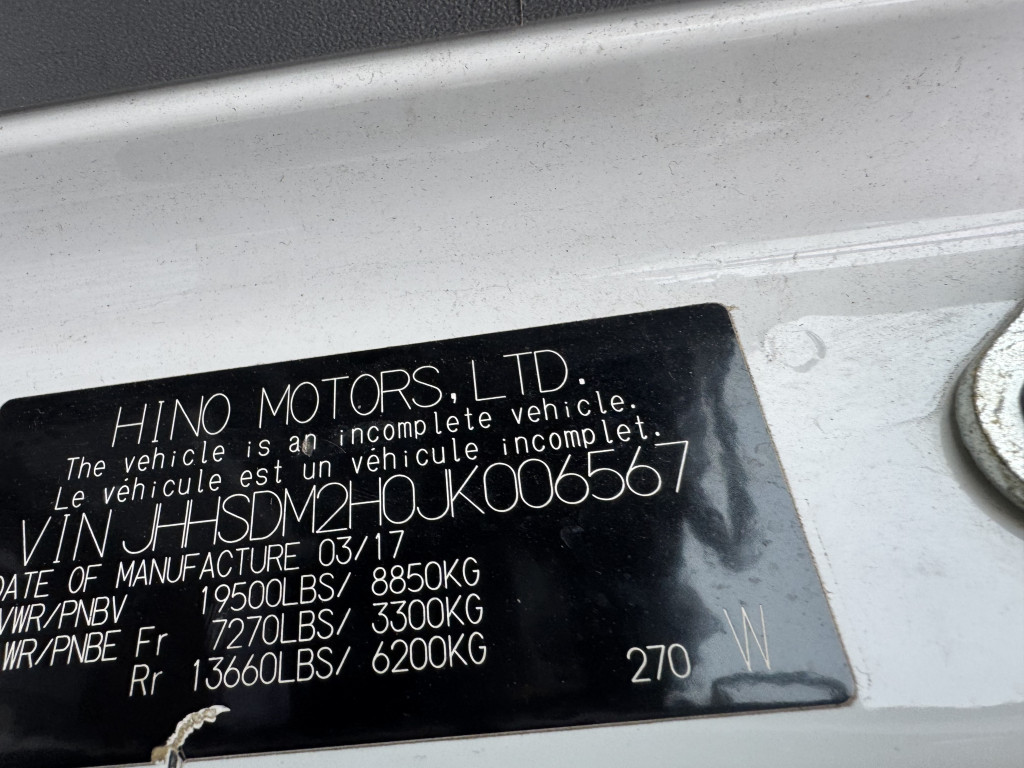 HINO MOTORS, LTD.
The vehicle is an incomplete vehicle.
Le véhicule est un véhicule incomplet.
VIN JHHSDM2H0JK006567
DATE OF MANUFACTURE 03/17
VWR/PNBV 19500LBS/ 8850KG
WR/PNBE Fr 7270LBS/ 3300KG
Rr 13660LBS/ 6200KG
270 W